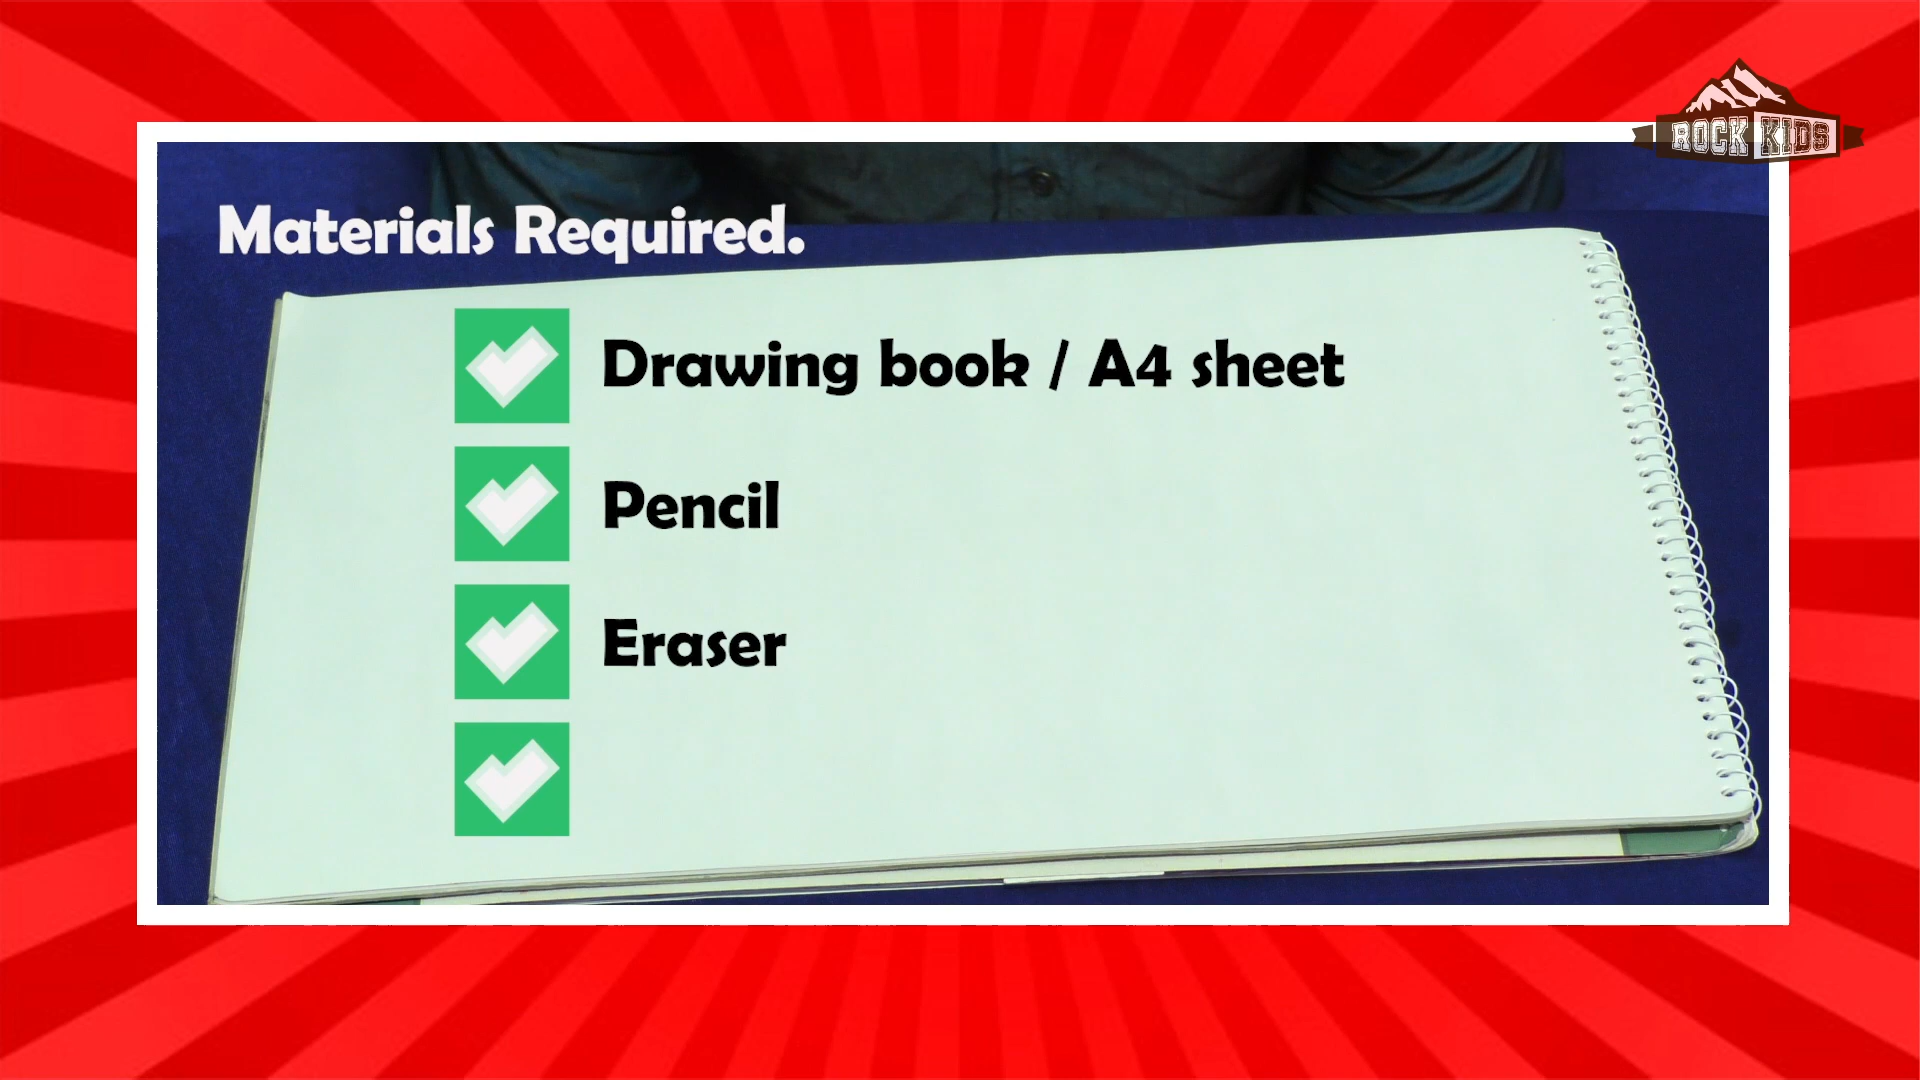 ROCK KIDS
Materials Required.
Drawing book / A4 sheet
Pencil
Eraser